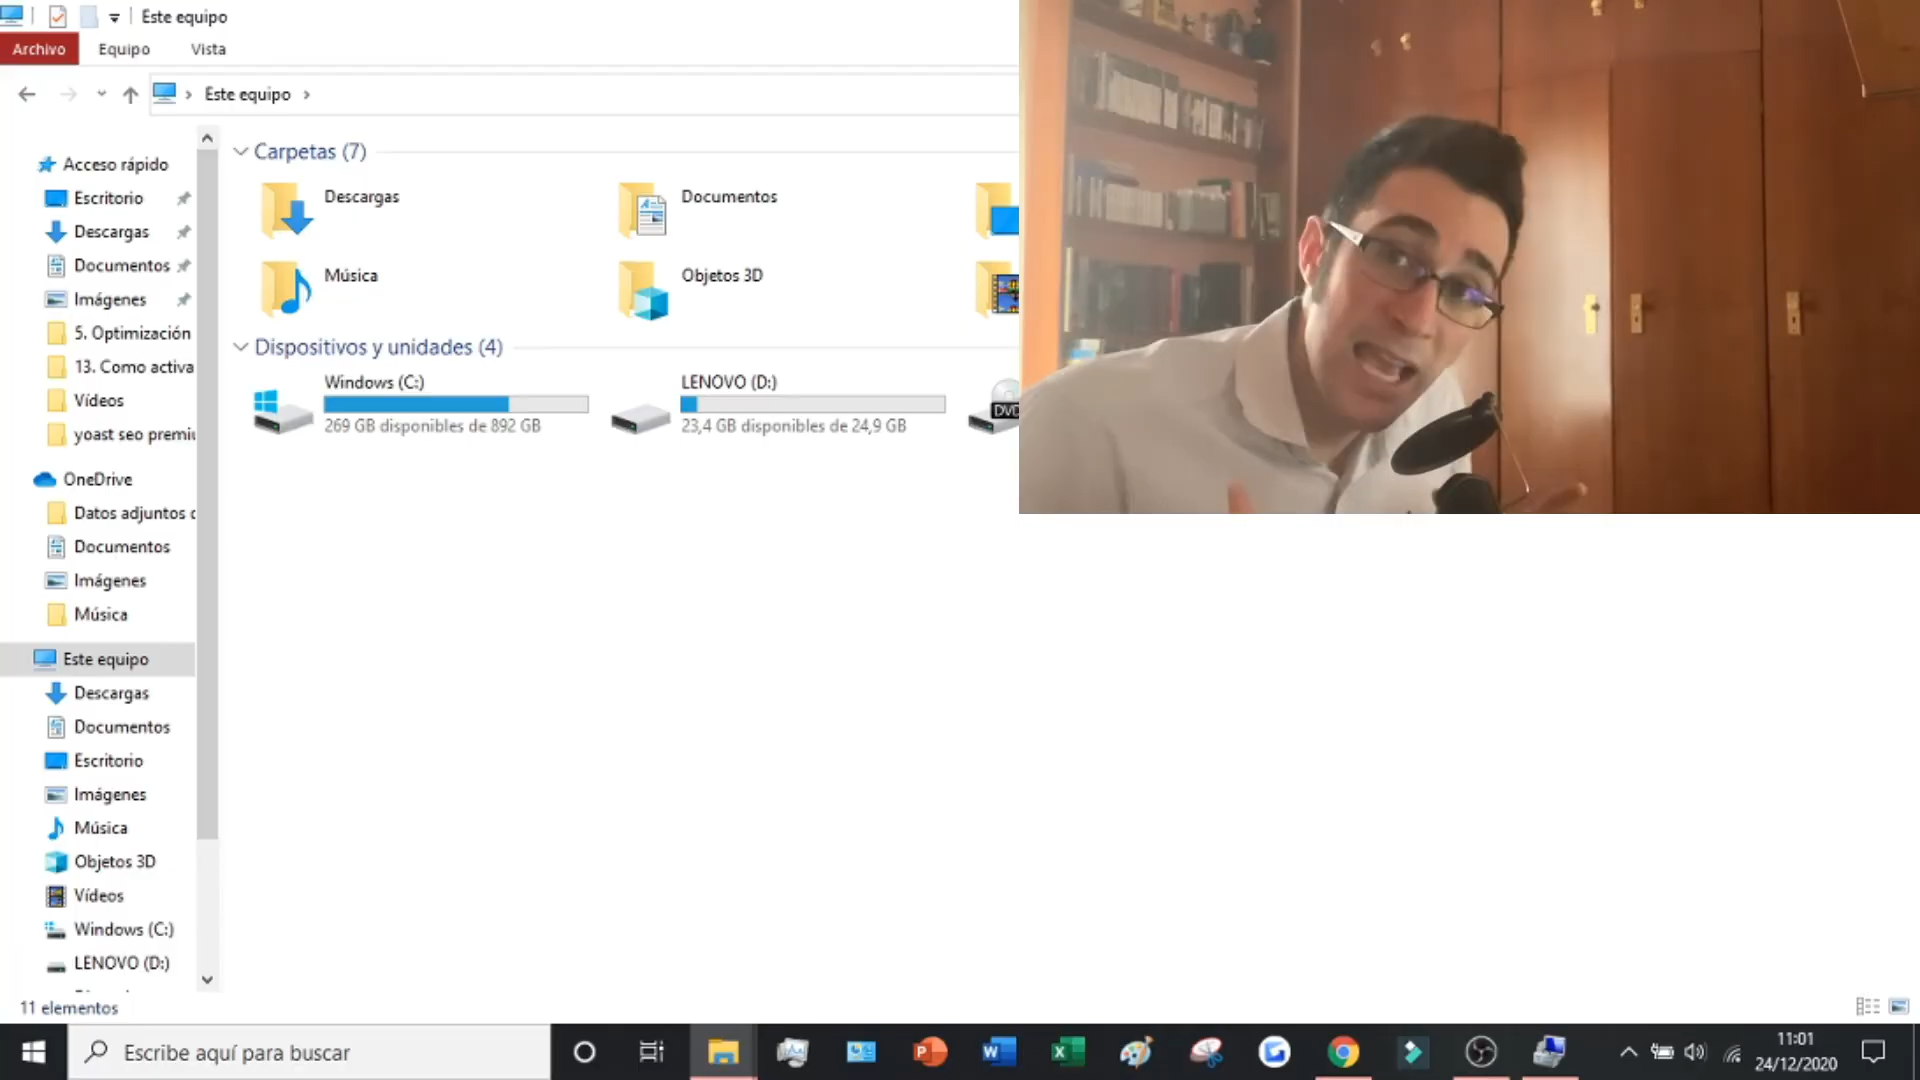 Este equipo
Archivo
Equipo
Vista
Este equipo
Acceso rápido
Escritorio
Descargas
Documentos
Imágenes
5. Optimización
13. Como activa
Vídeos
yoast seo premiu
OneDrive
Datos adjuntos
Documentos
Imágenes
Música
Este equipo
Descargas
Documentos
Escritorio
Imágenes
Música
Objetos 3D
Vídeos
Windows (C:)
LENOVO (D:)
Carpetas (7)
Descargas
Documentos
Música
Objetos 3D
Dispositivos y unidades (4)
Windows (C:)
269 GB disponibles de 892 GB
LENOVO (D:)
23,4 GB disponibles de 24,9 GB
DVD
11 elementos
Escribe aquí para buscar
11:01
24/12/2020